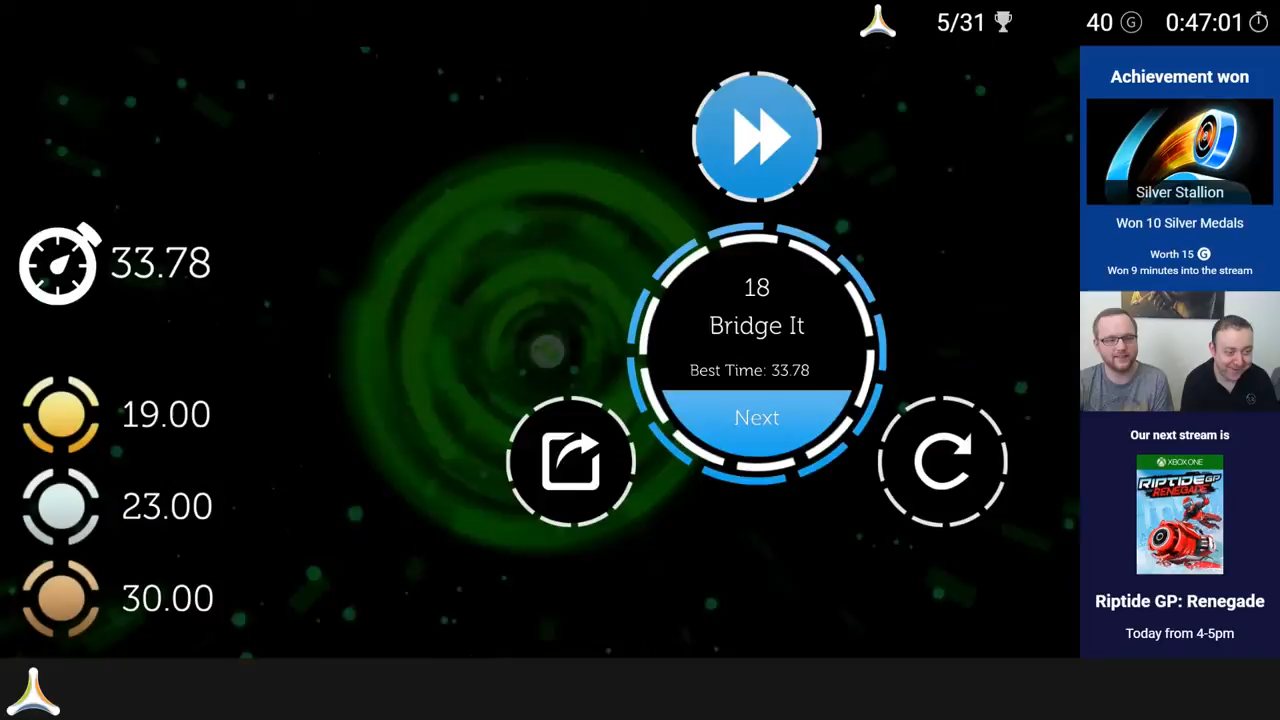 5/31
40 G
0:47:01
33.78
19.00
23.00
30.00
18
Bridge It
Best Time: 33.78
Next
Achievement won
Silver Stallion
Won 10 Silver Medals
Worth 15 G
Won 9 minutes into the stream
Our next stream is
XBOX ONE
RIPTIDE GP
RENEGADE
Riptide GP: Renegade
Today from 4-5pm